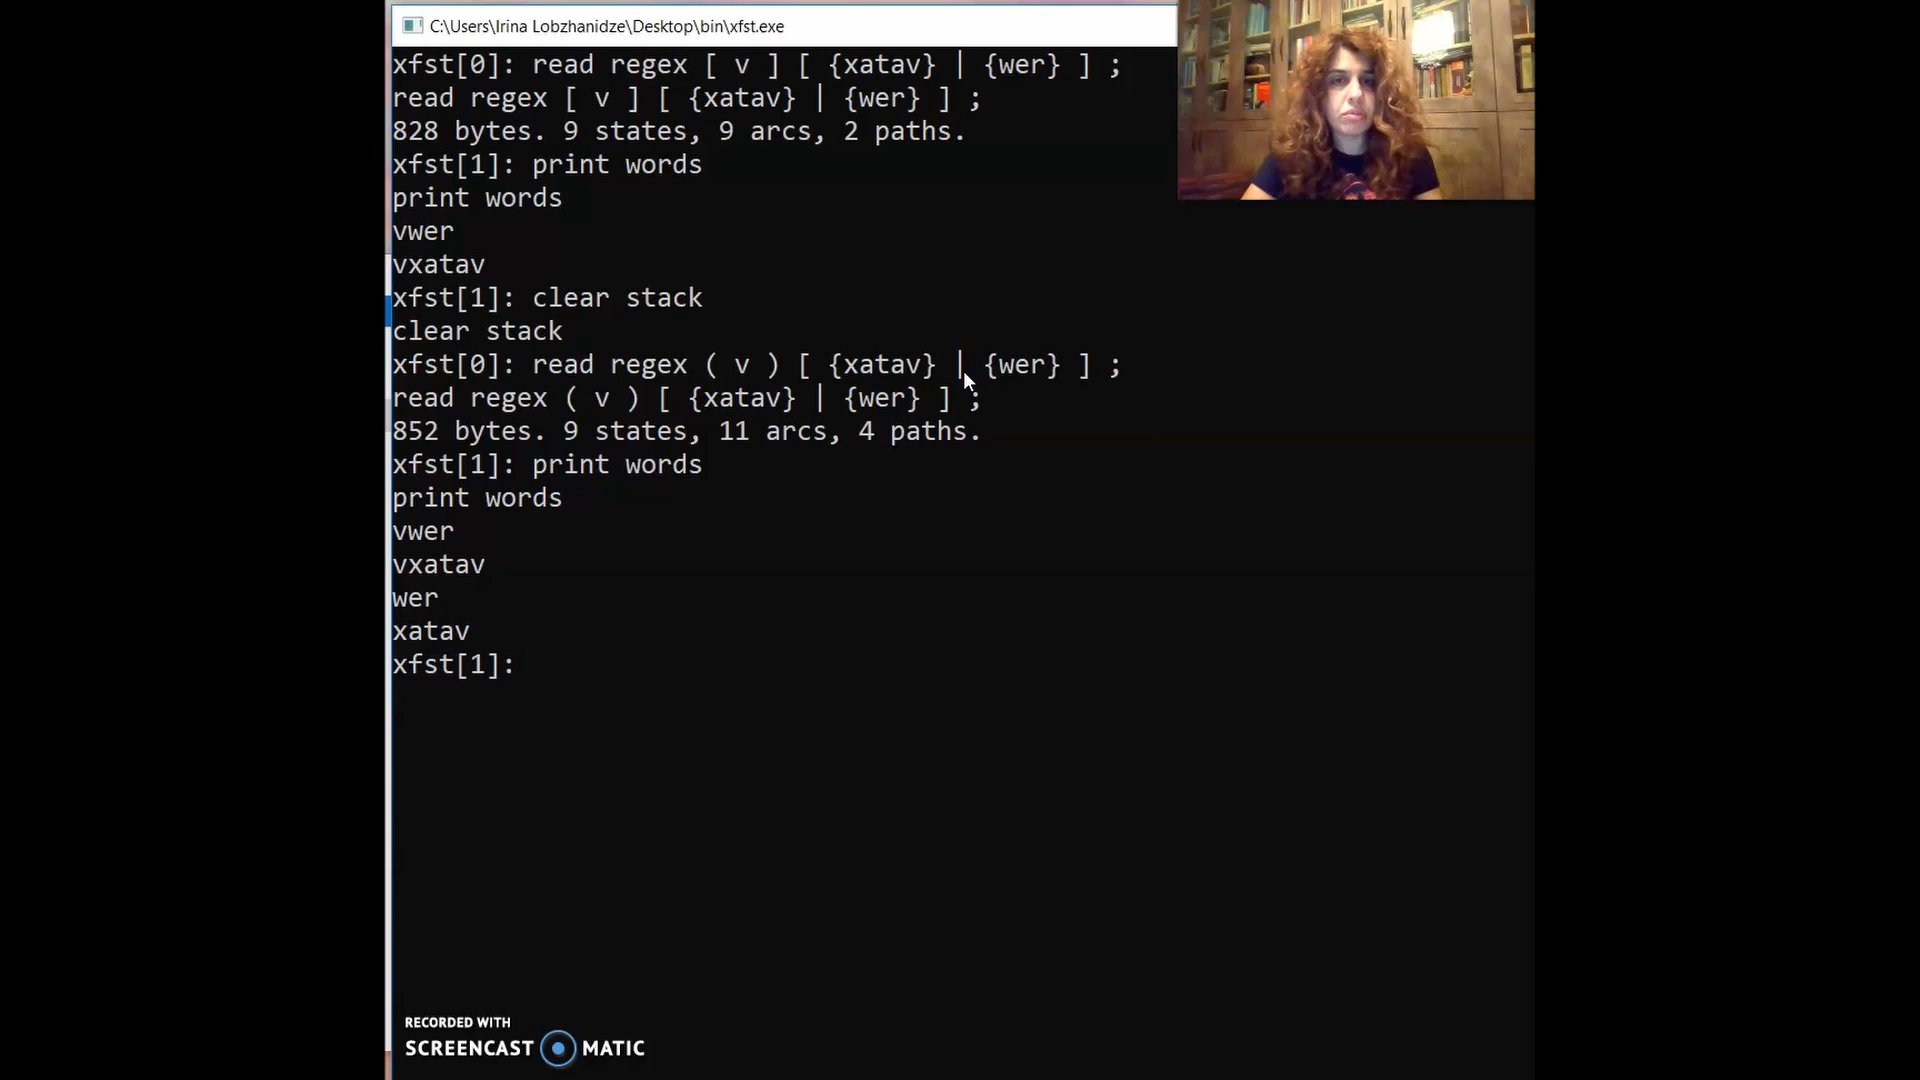 C:\Users\Irina Lobzhanidze\Desktop\bin\xfst.exe
xfst[0]: read regex [ v ] [ {xatav} | {wer} ] ;
read regex [ v ] [ {xatav} | {wer} ] ;
828 bytes. 9 states, 9 arcs, 2 paths.
xfst[1]: print words
print words
vwer
vxatav
xfst[1]: clear stack
clear stack
xfst[0]: read regex ( v ) [ {xatav} | {wer} ] ;
read regex ( v ) [ {xatav} | {wer} ] ;
852 bytes. 9 states, 11 arcs, 4 paths.
xfst[1]: print words
print words
vwer
vxatav
wer
xatav
xfst[1]:
RECORDED WITH
SCREENCAST MATIC